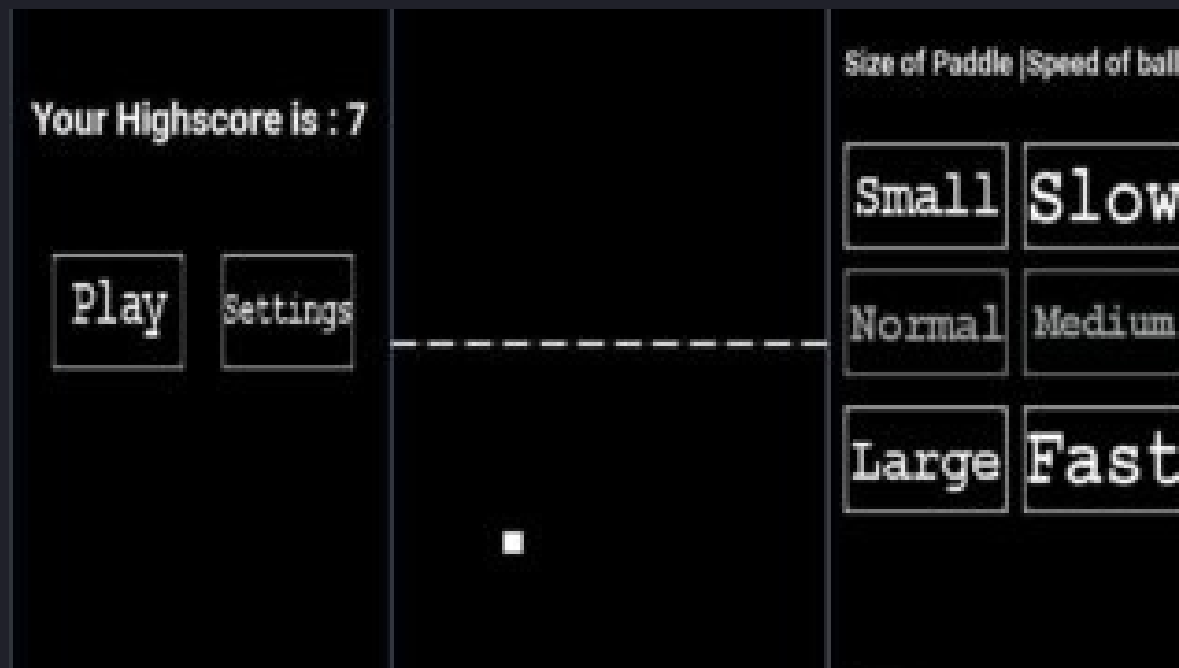 Your Highscore is : 7
Play Settings
Size of Paddle |Speed of ball
Small Slow
Normal Medium
Large Fast